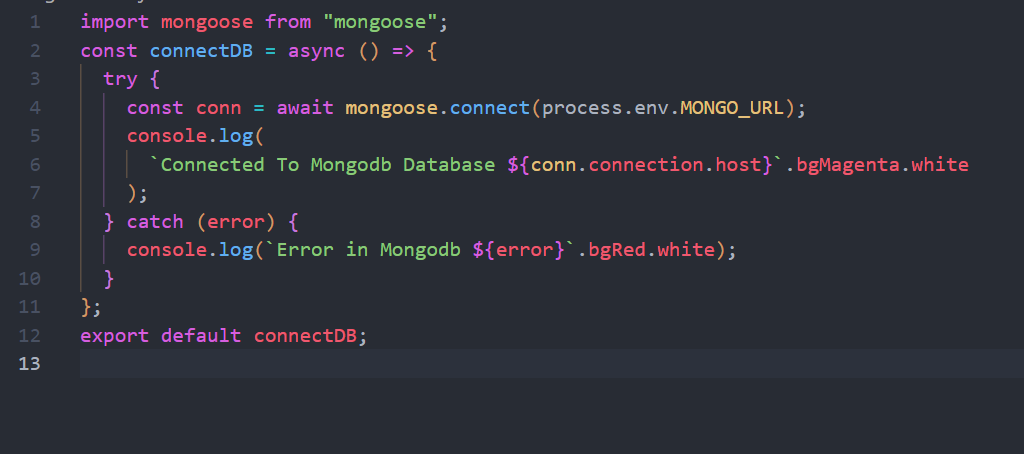 1 import mongoose from "mongoose";
2 const connectDB = async () => {
3   try {
4     const conn = await mongoose.connect(process.env.MONGO_URL);
5     console.log(
6       `Connected To Mongodb Database ${conn.connection.host}`.bgMagenta.white
7     );
8   } catch (error) {
9     console.log(`Error in Mongodb ${error}`.bgRed.white);
10   }
11 };
12 export default connectDB;
13